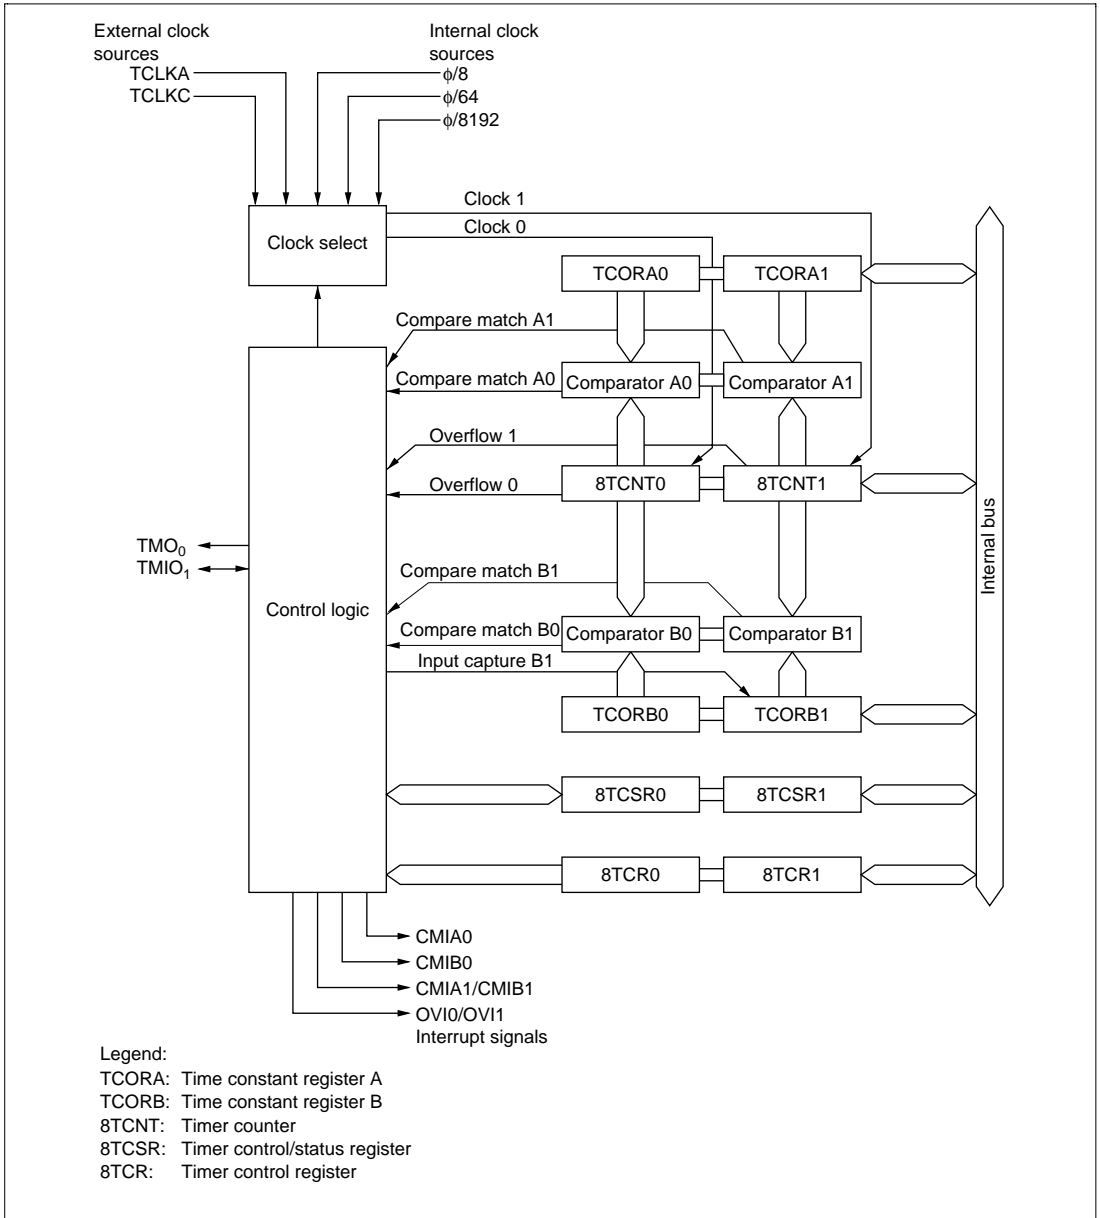 External clock
sources
TCLKA
TCLKC
Internal clock
sources
ϕ/8
ϕ/64
ϕ/8192
Clock select
Clock 1
Clock 0
TCORA0
TCORA1
Compare match A1
Compare match A0
Comparator A0
Comparator A1
Overflow 1
Overflow 0
8TCNT0
8TCNT1
Internal bus
TMO0
TMIO1
Control logic
Compare match B1
Compare match B0
Comparator B0
Comparator B1
Input capture B1
TCORB0
TCORB1
8TCSR0
8TCSR1
8TCR0
8TCR1
CMIA0
CMIB0
CMIA1/CMIB1
OVI0/OVI1
Interrupt signals
Legend:
TCORA: Time constant register A
TCORB: Time constant register B
8TCNT: Timer counter
8TCSR: Timer control/status register
8TCR: Timer control register